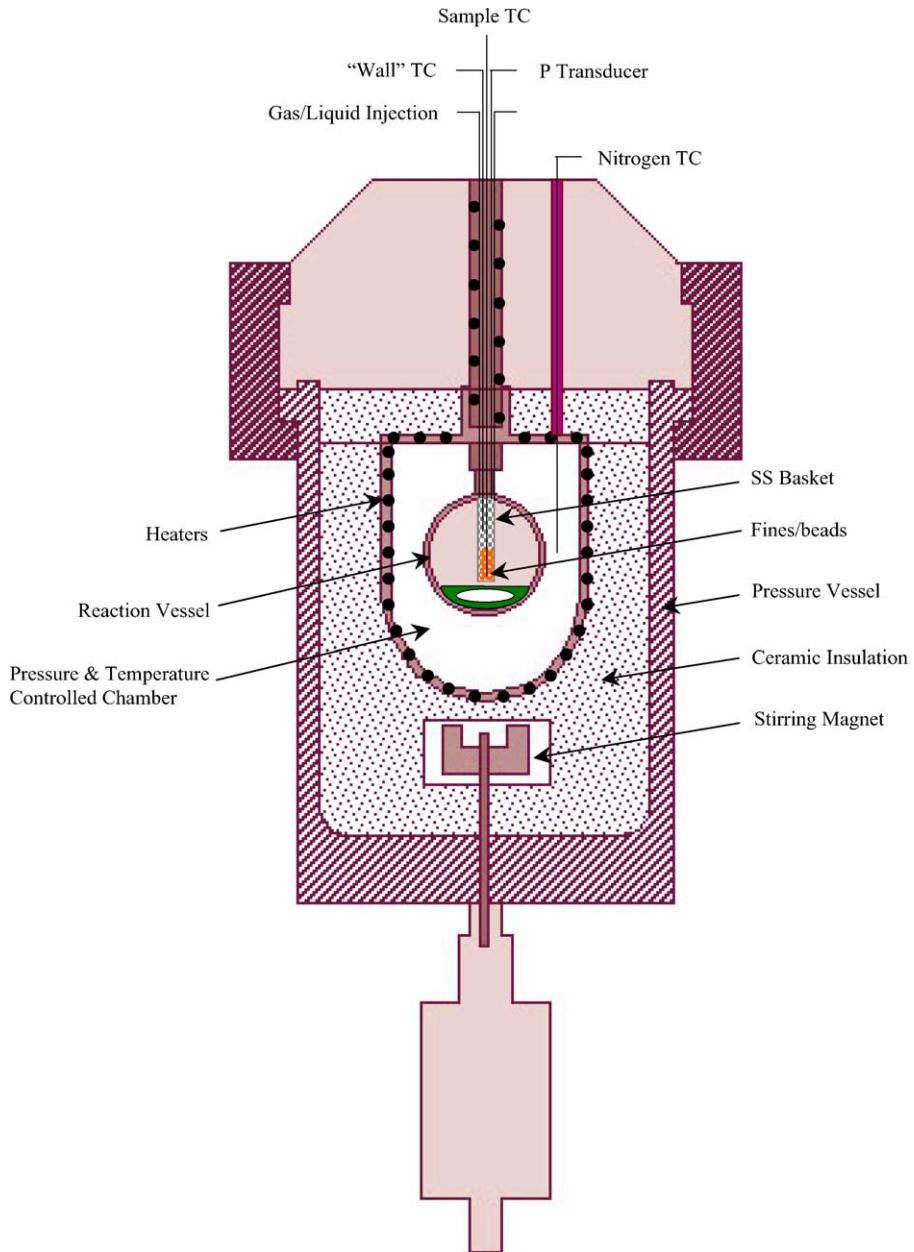 Sample TC
“Wall” TC
P Transducer
Gas/Liquid Injection
Nitrogen TC
SS Basket
Heaters
Fines/beads
Reaction Vessel
Pressure Vessel
Pressure & Temperature
Controlled Chamber
Ceramic Insulation
Stirring Magnet